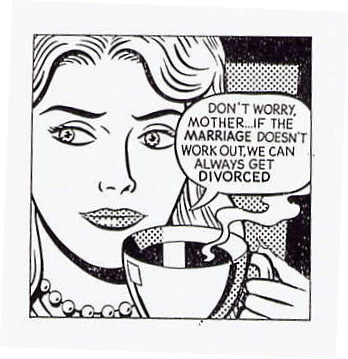 DON'T WORRY,
MOTHER...IF THE
MARRIAGE DOESN'T
WORK OUT, WE CAN
ALWAYS GET
DIVORCED